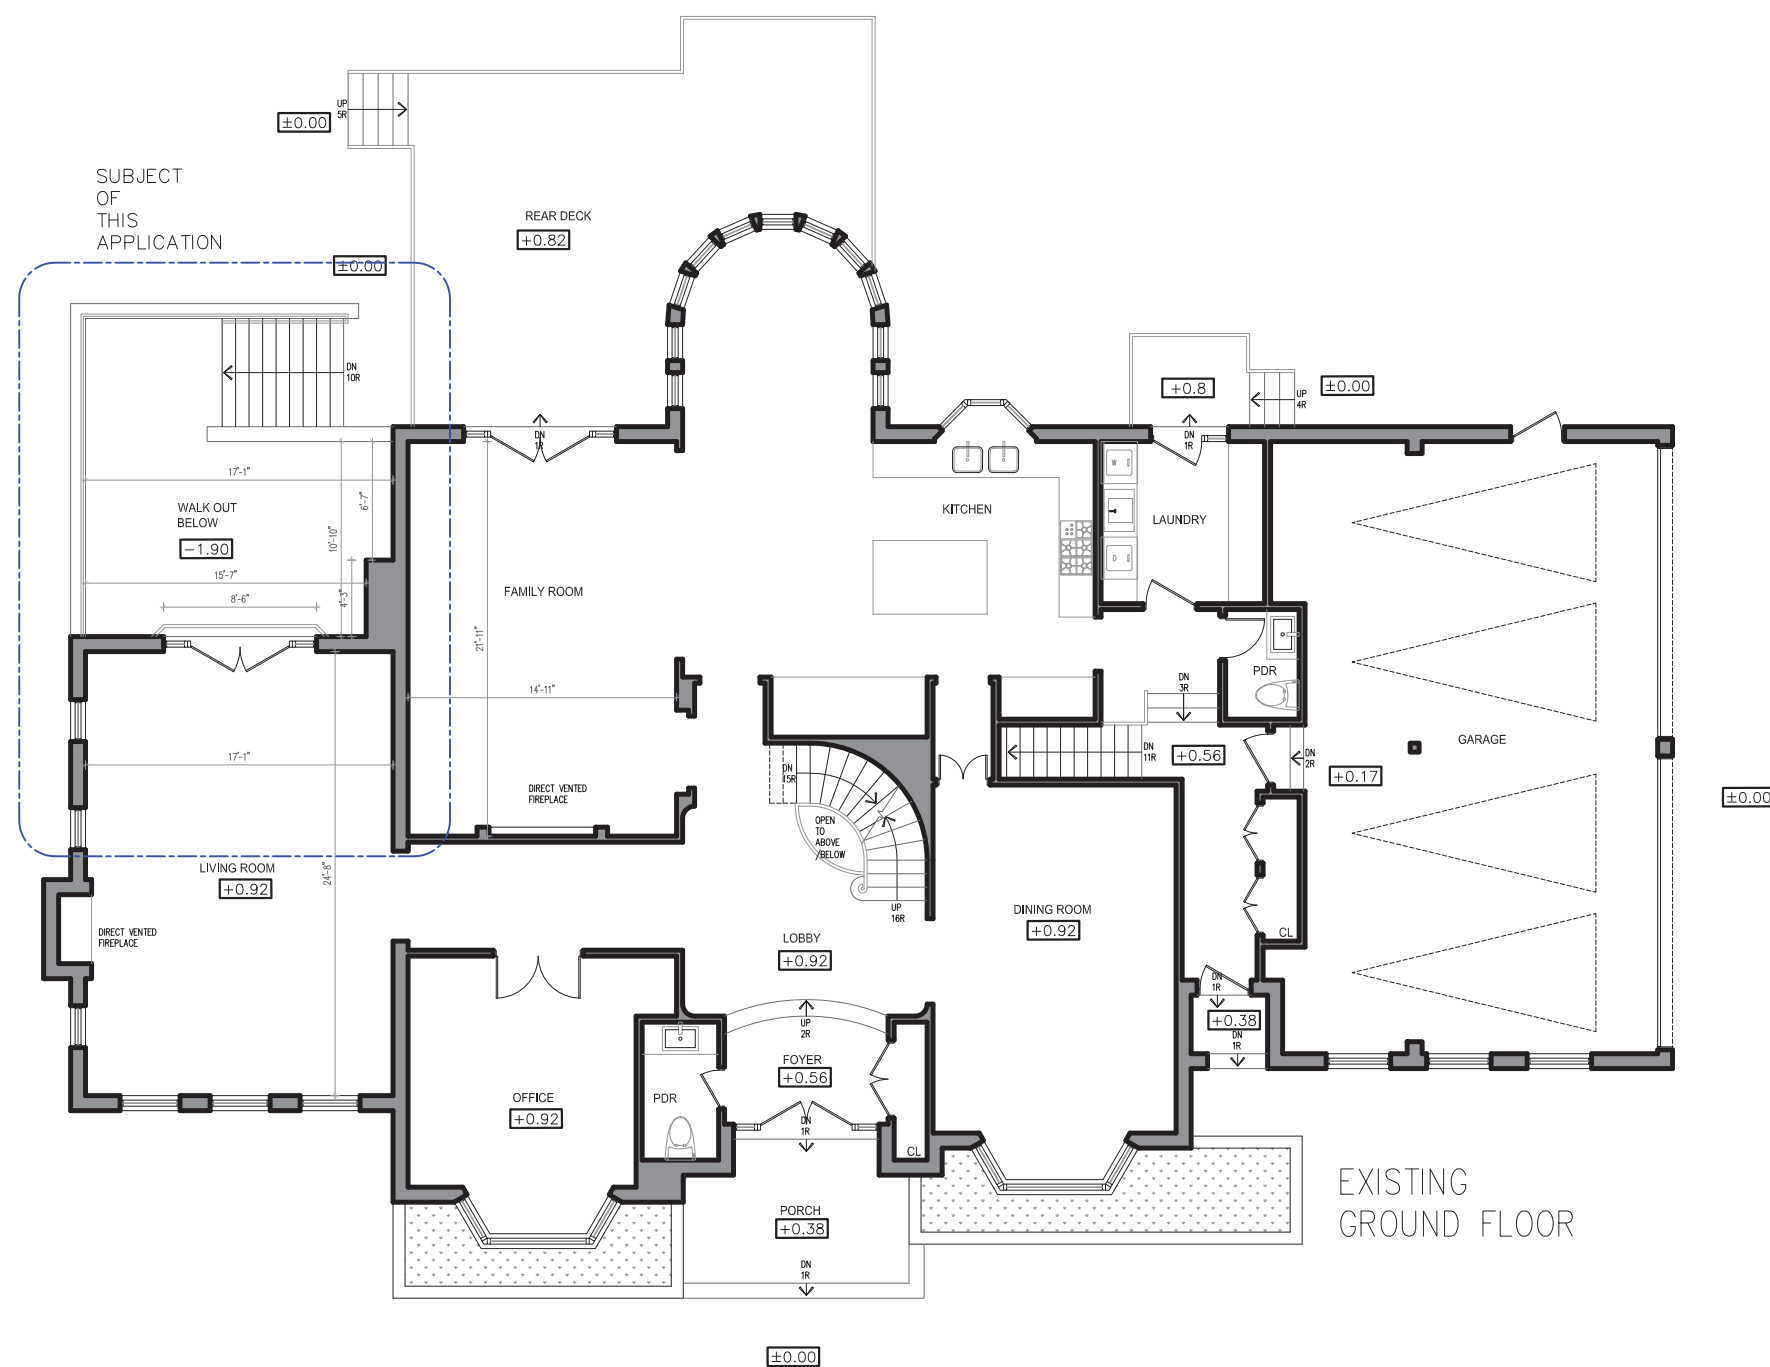 UP
5R
±0.00
SUBJECT
OF
THIS
APPLICATION
REAR DECK
+0.82
±0.00
DN
10R
+0.8
UP
4R
±0.00
DN
1R
DN
1R
17'-1"
6'-7"
10'-10"
WALK OUT
BELOW
-1.90
15'-7"
8'-6"
4'-3"
KITCHEN
W
LAUNDRY
D
FAMILY ROOM
21'-11"
14'-11"
PDR
DN
3R
GARAGE
DN
11R
+0.56
DN
2R
+0.17
17'-1"
DN
15R
DIRECT VENTED
FIREPLACE
OPEN
TO
ABOVE
/BELOW
±0.00
LIVING ROOM
+0.92
24'-8"
UP
16R
DINING ROOM
+0.92
DIRECT VENTED
FIREPLACE
CL
LOBBY
+0.92
DN
1R
+0.38
DN
1R
UP
2R
FOYER
+0.56
OFFICE
+0.92
PDR
DN
1R
CL
EXISTING
GROUND FLOOR
PORCH
+0.38
DN
1R
±0.00